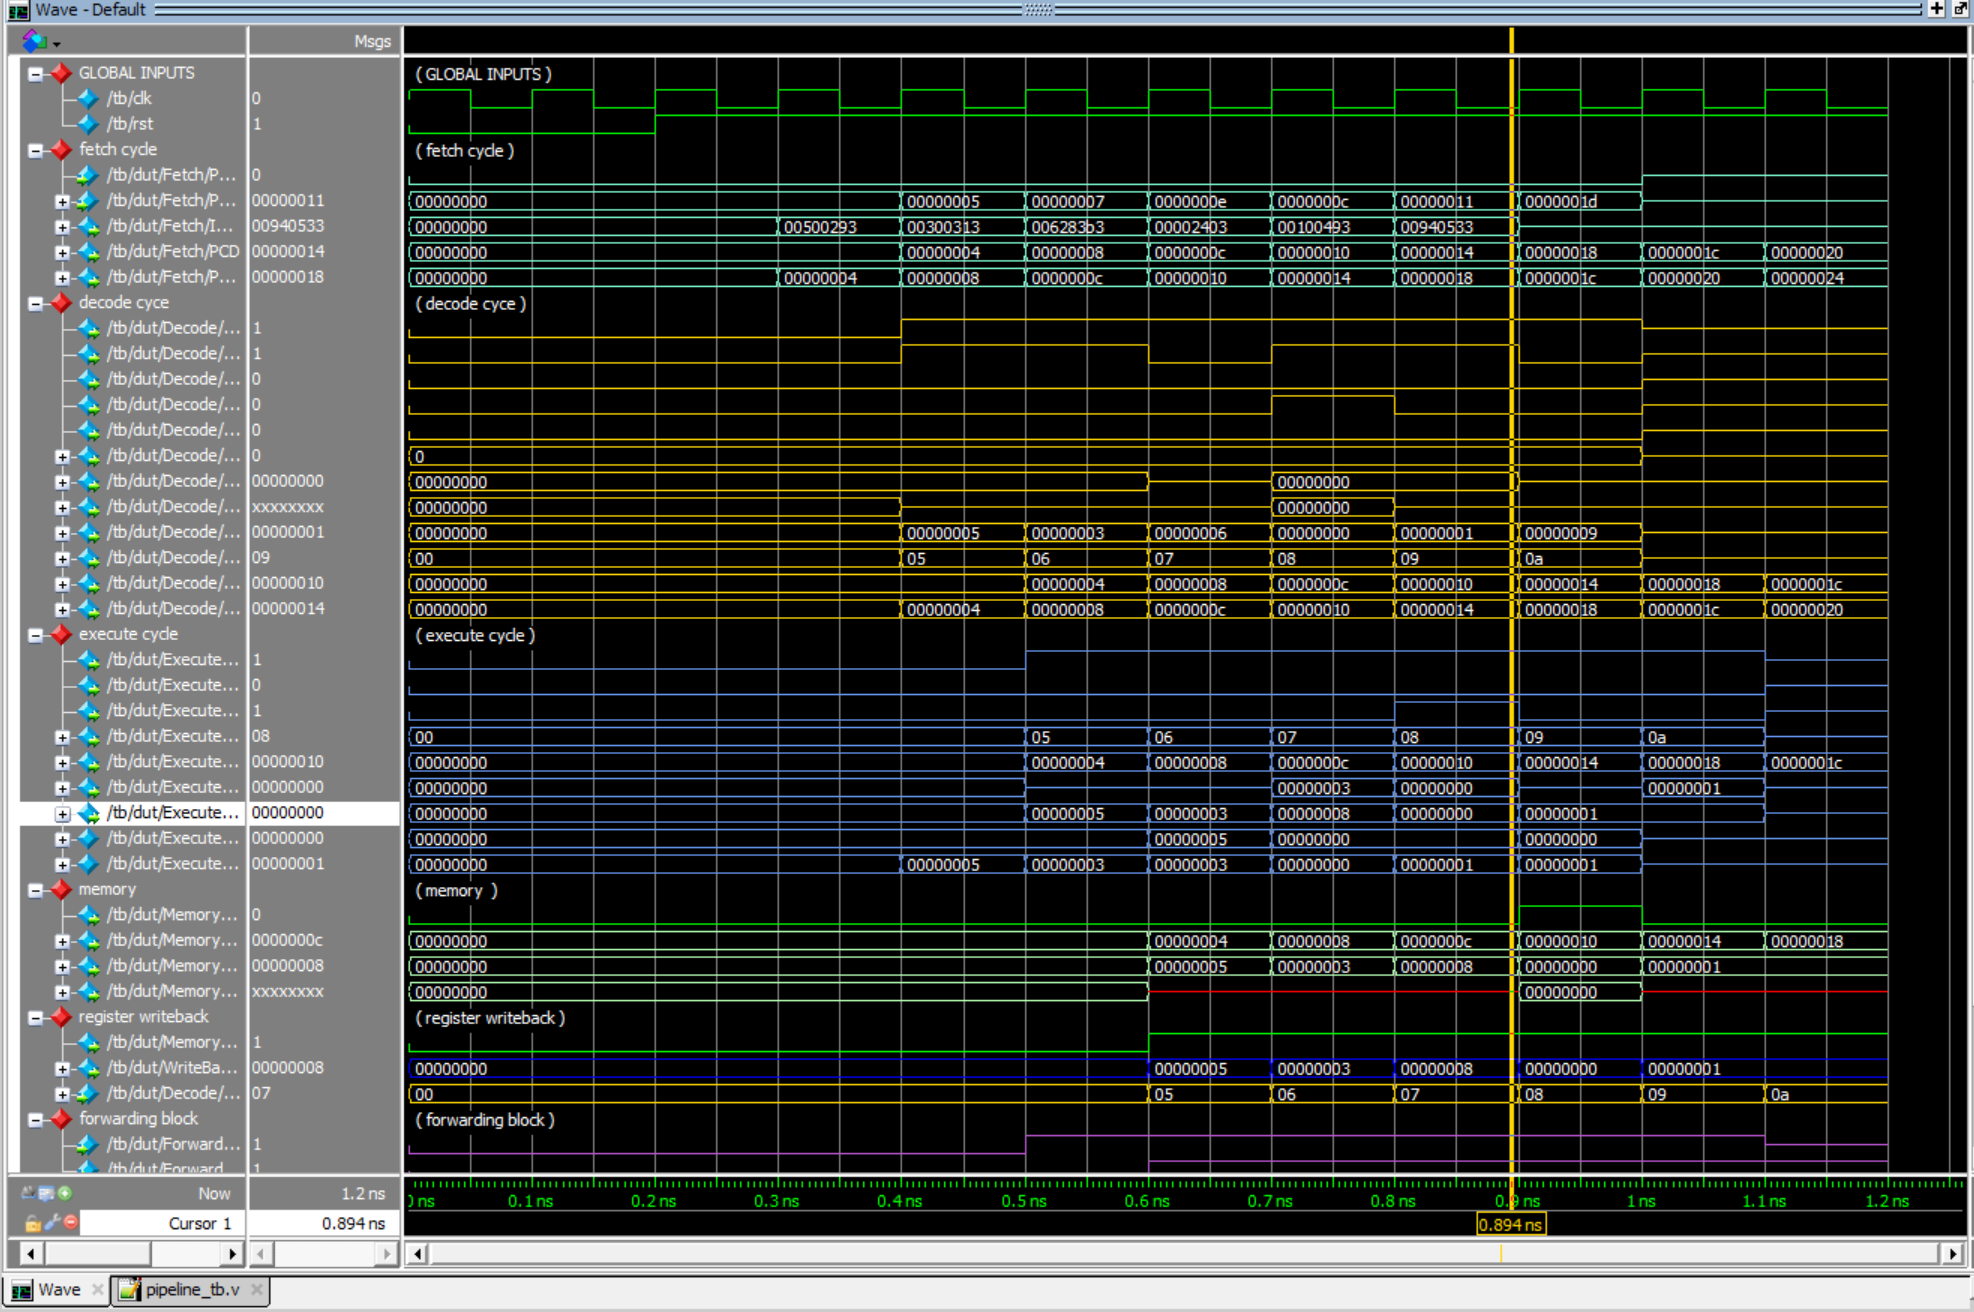 Wave - Default
Msgs
GLOBAL INPUTS ( GLOBAL INPUTS )
/tb/clk 0
/tb/rst 1
fetch cycle ( fetch cycle )
/tb/dut/Fetch/P... 0
/tb/dut/Fetch/P... 00000011 00000000 00000005 00000007 0000000e 0000000c 00000011 0000001d
/tb/dut/Fetch/I... 00940533 00000000 00500293 00300313 006283b3 00002403 00100493 00940533
/tb/dut/Fetch/PCD 00000014 00000000 00000004 00000008 0000000c 00000010 00000014 00000018 0000001c 00000020
/tb/dut/Fetch/P... 00000018 00000000 00000004 00000008 0000000c 00000010 00000014 00000018 0000001c 00000020 00000024
decode cyce ( decode cyce )
/tb/dut/Decode/... 1
/tb/dut/Decode/... 1
/tb/dut/Decode/... 0
/tb/dut/Decode/... 0
/tb/dut/Decode/... 0
/tb/dut/Decode/... 0 0
/tb/dut/Decode/... 00000000 00000000 00000000
/tb/dut/Decode/... xxxxxxxx 00000000 00000000
/tb/dut/Decode/... 00000001 00000000 00000005 00000003 00000006 00000000 00000001 00000009
/tb/dut/Decode/... 09 00 05 06 07 08 09 0a
/tb/dut/Decode/... 00000010 00000000 00000004 00000008 0000000c 00000010 00000014 00000018 0000001c
/tb/dut/Decode/... 00000014 00000000 00000004 00000008 0000000c 00000010 00000014 00000018 0000001c 00000020
execute cycle ( execute cycle )
/tb/dut/Execute... 1
/tb/dut/Execute... 0
/tb/dut/Execute... 1
/tb/dut/Execute... 08 00 05 06 07 08 09 0a
/tb/dut/Execute... 00000010 00000000 00000004 00000008 0000000c 00000010 00000014 00000018 0000001c
/tb/dut/Execute... 00000000 00000000 00000003 00000000 00000001
/tb/dut/Execute... 00000000 00000000 00000005 00000003 00000008 00000000 00000001
/tb/dut/Execute... 00000000 00000000 00000005 00000000 00000000
/tb/dut/Execute... 00000001 00000000 00000005 00000003 00000003 00000000 00000001 00000001
memory ( memory )
/tb/dut/Memory... 0
/tb/dut/Memory... 0000000c 00000000 00000004 00000008 0000000c 00000010 00000014 00000018
/tb/dut/Memory... 00000008 00000000 00000005 00000003 00000008 00000000 00000001
/tb/dut/Memory... xxxxxxxx 00000000 00000000
register writeback ( register writeback )
/tb/dut/Memory... 1
/tb/dut/WriteBa... 00000008 00000000 00000005 00000003 00000008 00000000 00000001
/tb/dut/Decode/... 07 00 05 06 07 08 09 0a
forwarding block ( forwarding block )
/tb/dut/Forward... 1
/tb/dut/Forward 1
Now 1.2 ns 0.1 ns 0.2 ns 0.3 ns 0.4 ns 0.5 ns 0.6 ns 0.7 ns 0.8 ns 0.9 ns 1 ns 1.1 ns 1.2 ns
Cursor 1 0.894 ns 0.894 ns
Wave pipeline_tb.v